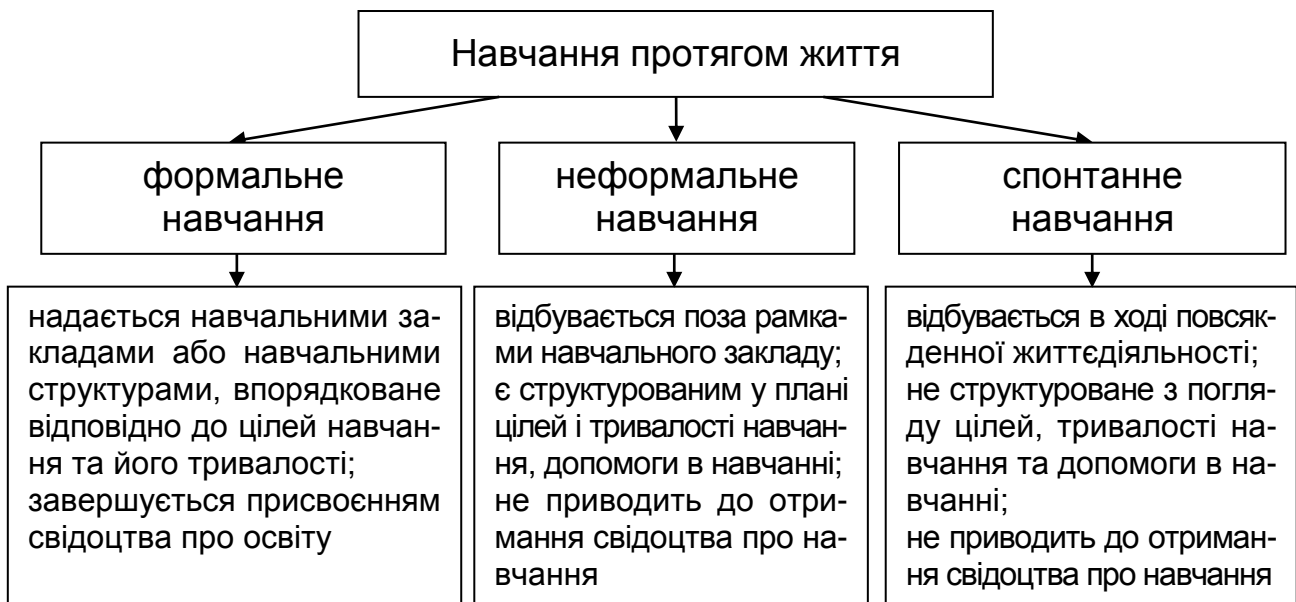 Навчання протягом життя
формальне
навчання
неформальне
навчання
спонтанне
навчання
надається навчальними за-
кладами або навчальними
структурами, впорядковане
відповідно до цілей навчан-
ня та його тривалості;
завершується присвоєнням
свідоцтва про освіту
відбувається поза рамка-
ми навчального закладу;
є структурованим у плані
цілей і тривалості навчан-
ня, допомоги в навчанні;
не приводить до отри-
мання свідоцтва про на-
вчання
відбувається в ході повсяк-
денної життєдіяльності;
не структуроване з погля-
ду цілей, тривалості на-
вчання та допомоги в на-
вчанні;
не приводить до отриман-
ня свідоцтва про навчання